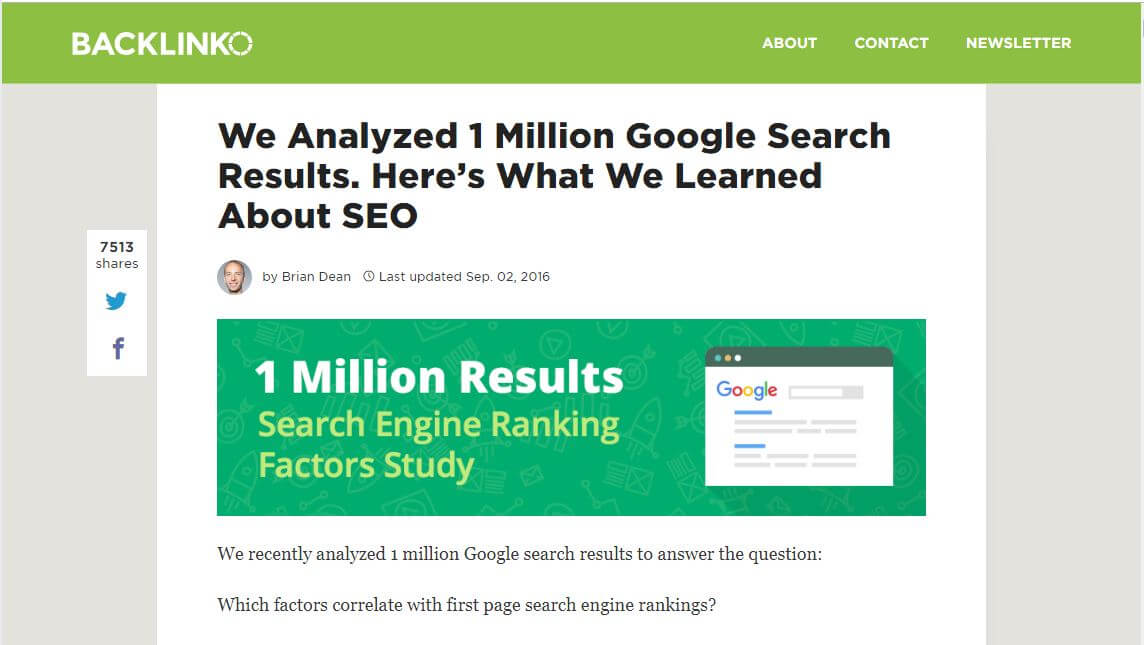 BACKLINKO
ABOUT CONTACT NEWSLETTER
We Analyzed 1 Million Google Search
Results. Here’s What We Learned
About SEO
7513
shares
by Brian Dean Last updated Sep. 02, 2016
1 Million Results
Search Engine Ranking
Factors Study
Google
We recently analyzed 1 million Google search results to answer the question:
Which factors correlate with first page search engine rankings?